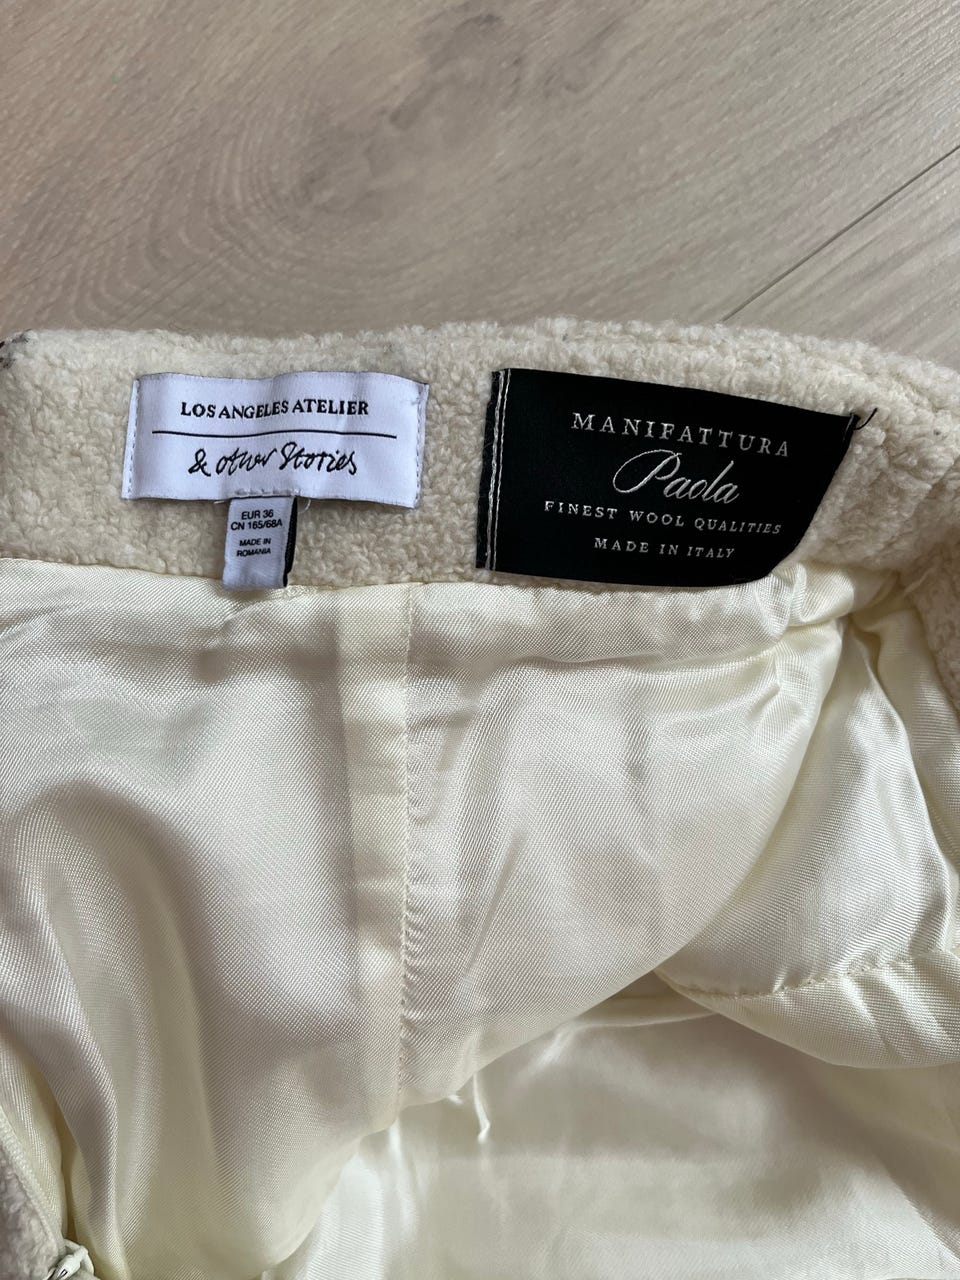 LOS ANGELES ATELIER
& other Stories
EUR 36
CN 165/68A
MADE IN
ROMANIA
MANIFATTURA
Paola
FINEST WOOL QUALITIES
MADE IN ITALY